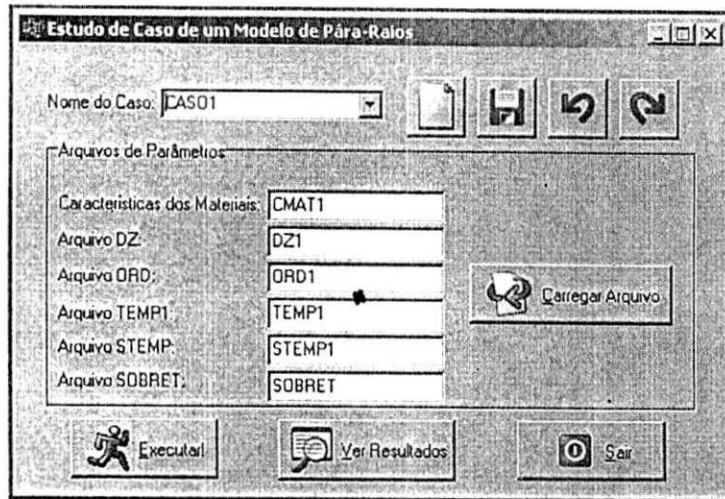 Estudo de Caso de um Modelo de Pára-Raios
Nome do Caso: CASO1
Arquivos de Parâmetros
Características dos Materiais: CMAT1
Arquivo DZ: DZ1
Arquivo ORD: ORD1
Carregar Arquivo
Arquivo TEMP1: TEMP1
Arquivo STEMP: STEMP1
Arquivo SOBRET: SOBRET
Executar! Ver Resultados Sair